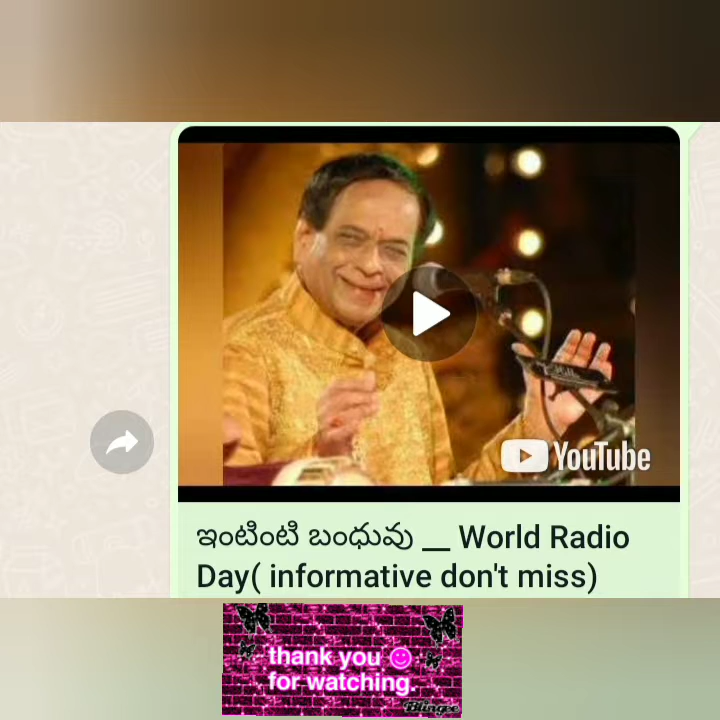 YouTube
ఇంటింటి బంధువు __ World Radio
Day( informative don't miss)
thank you
for watching.
Blingee